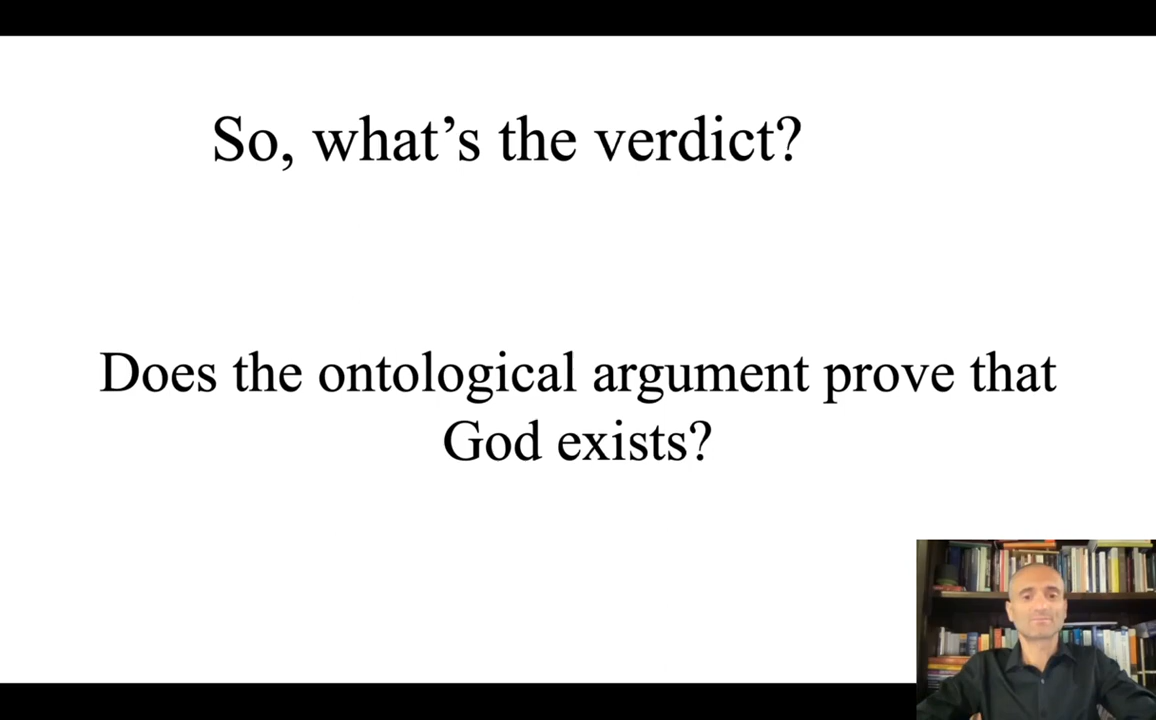 So, what’s the verdict?
Does the ontological argument prove that
God exists?